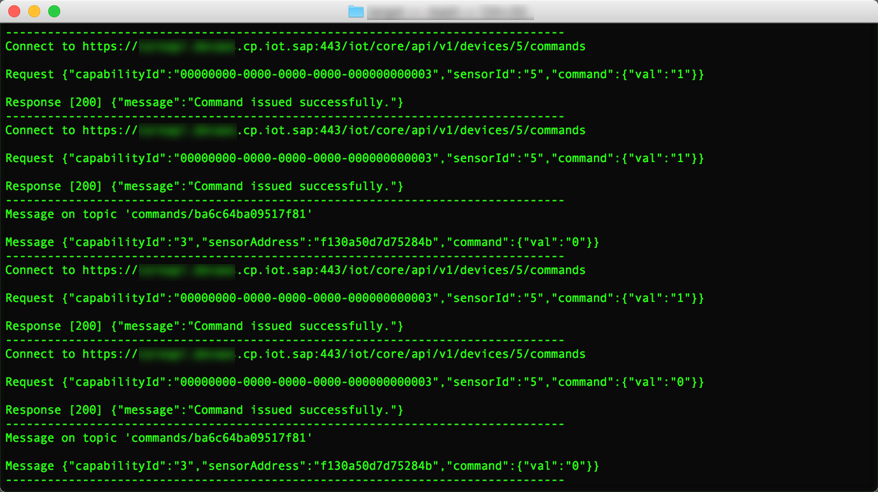 --------------------------------------------------------------------------------
Connect to https:// .cp.iot.sap:443/iot/core/api/v1/devices/5/commands
Request {"capabilityId":"00000000-0000-0000-0000-000000000003","sensorId":"5","command":{"val":"1"}}
Response [200] {"message":"Command issued successfully."}
--------------------------------------------------------------------------------
Connect to https:// .cp.iot.sap:443/iot/core/api/v1/devices/5/commands
Request {"capabilityId":"00000000-0000-0000-0000-000000000003","sensorId":"5","command":{"val":"1"}}
Response [200] {"message":"Command issued successfully."}
--------------------------------------------------------------------------------
Message on topic 'commands/ba6c64ba09517f81'
Message {"capabilityId":"3","sensorAddress":"f130a50d7d75284b","command":{"val":"0"}}
--------------------------------------------------------------------------------
Connect to https:// .cp.iot.sap:443/iot/core/api/v1/devices/5/commands
Request {"capabilityId":"00000000-0000-0000-0000-000000000003","sensorId":"5","command":{"val":"1"}}
Response [200] {"message":"Command issued successfully."}
--------------------------------------------------------------------------------
Connect to https:// .cp.iot.sap:443/iot/core/api/v1/devices/5/commands
Request {"capabilityId":"00000000-0000-0000-0000-000000000003","sensorId":"5","command":{"val":"0"}}
Response [200] {"message":"Command issued successfully."}
--------------------------------------------------------------------------------
Message on topic 'commands/ba6c64ba09517f81'
Message {"capabilityId":"3","sensorAddress":"f130a50d7d75284b","command":{"val":"0"}}
--------------------------------------------------------------------------------